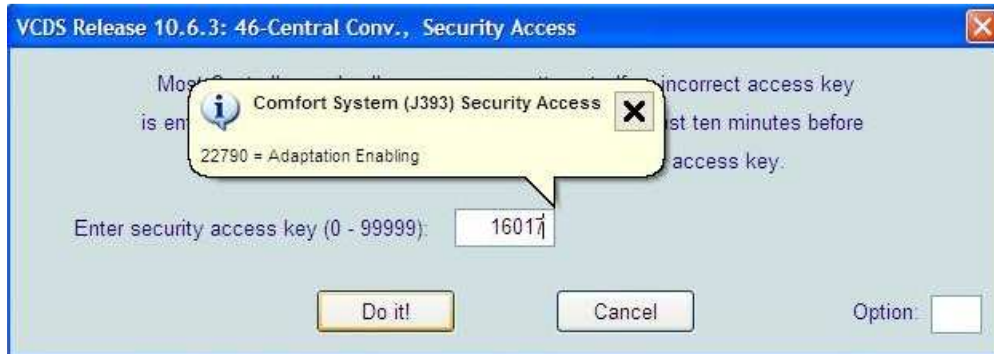 VCDS Release 10.6.3: 46-Central Conv., Security Access
Most incorrect access key
is en st ten minutes before
access key.
Comfort System (J393) Security Access
22790 = Adaptation Enabling
Enter security access key (0 - 99999): 16017
Do it! Cancel Option: